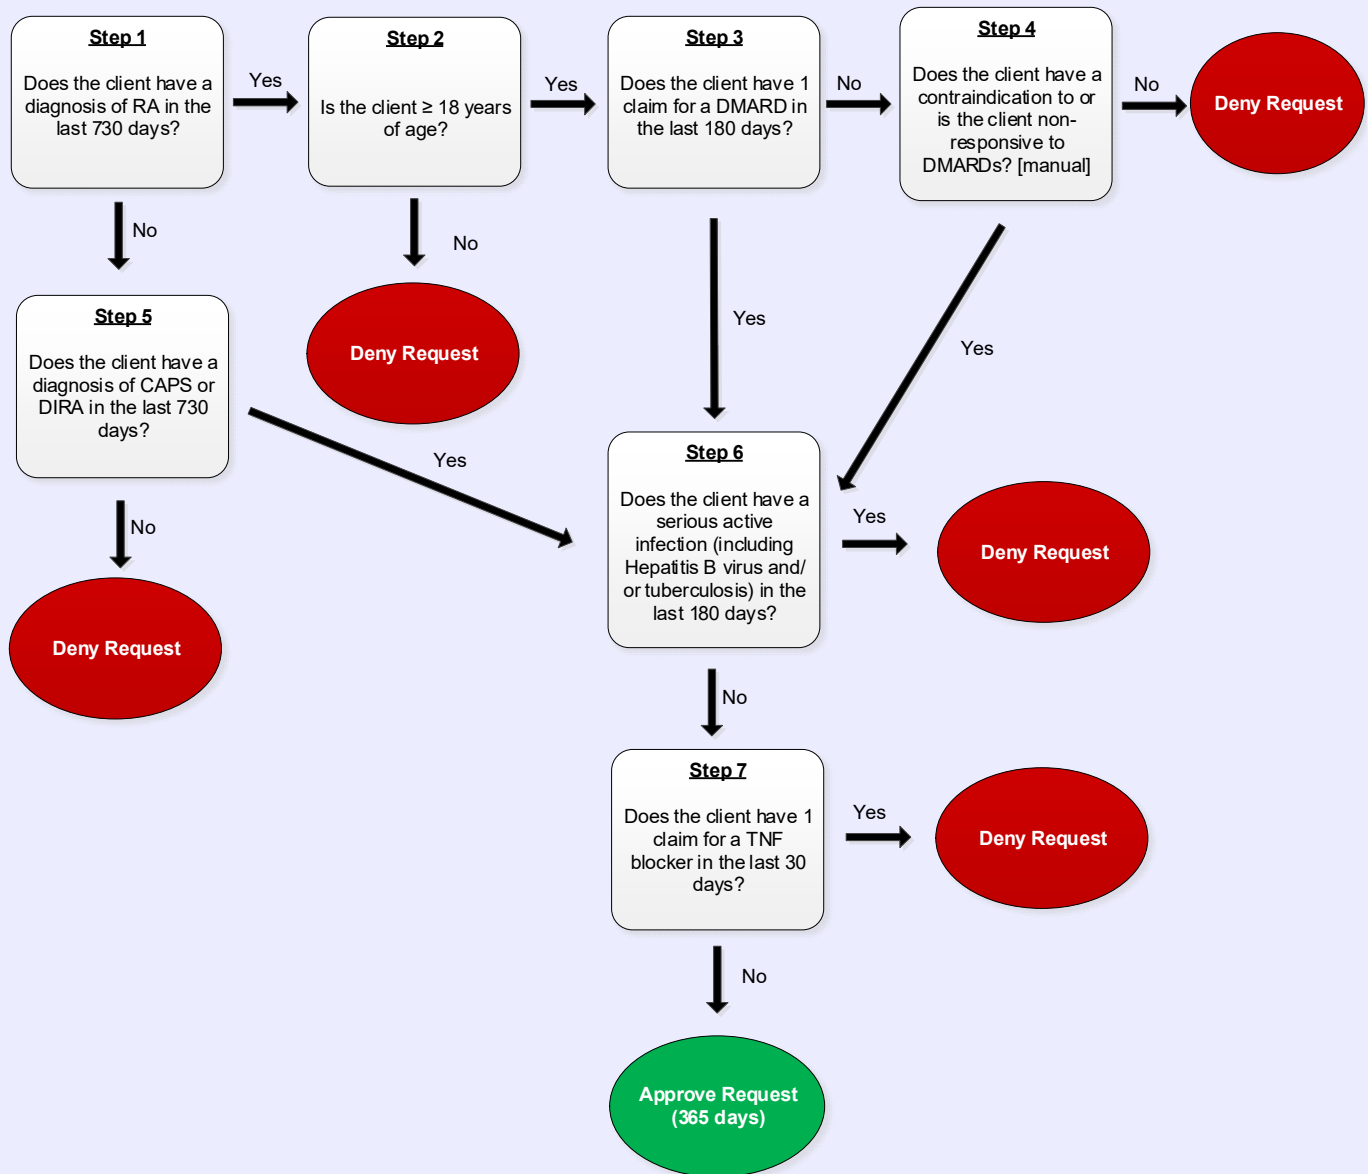 Step 1
Does the client have a
diagnosis of RA in the
last 730 days?
Yes
Step 2
Is the client ≥ 18 years
of age?
Yes
Step 3
Does the client have 1
claim for a DMARD in
the last 180 days?
No
Step 4
Does the client have a
contraindication to or
is the client non-
responsive to
DMARDs? [manual]
No
Deny Request
No
No
Deny Request
Yes
Yes
Step 5
Does the client have a
diagnosis of CAPS or
DIRA in the last 730
days?
Yes
No
Deny Request
Step 6
Does the client have a
serious active
infection (including
Hepatitis B virus and/
or tuberculosis) in the
last 180 days?
Yes
Deny Request
No
Step 7
Does the client have 1
claim for a TNF
blocker in the last 30
days?
Yes
Deny Request
No
Approve Request
(365 days)